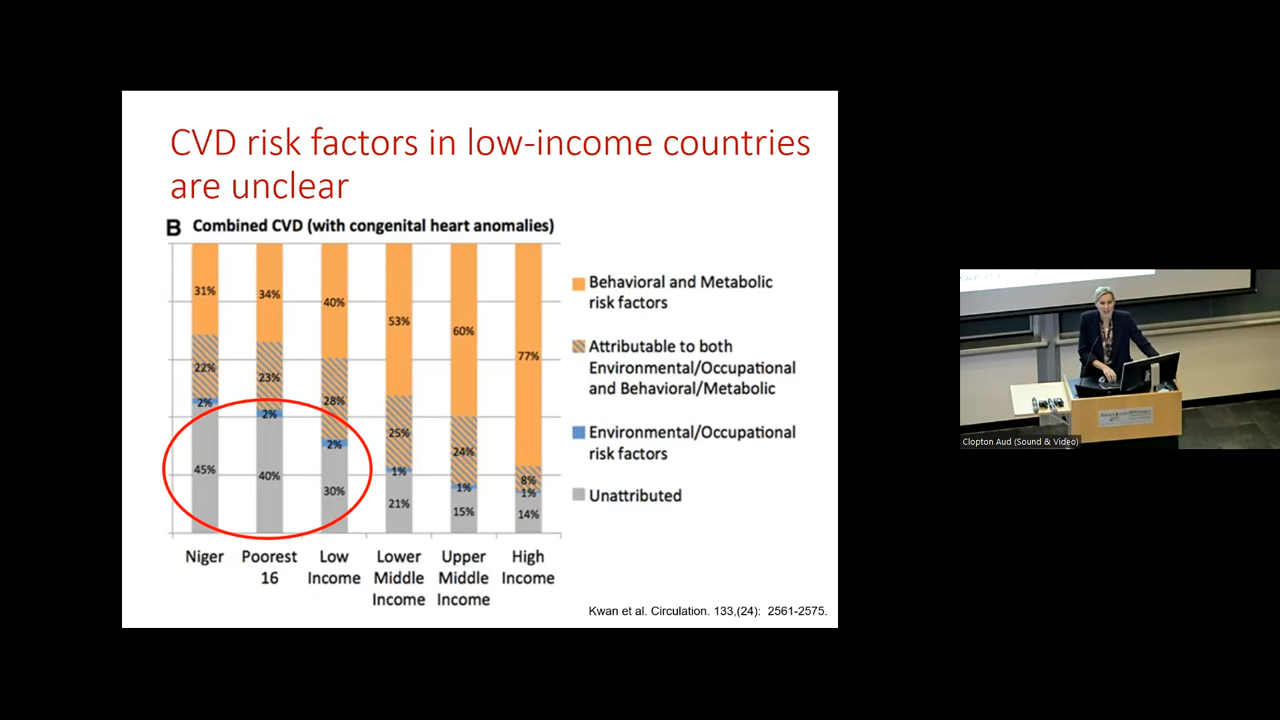 CVD risk factors in low-income countries
are unclear
B Combined CVD (with congenital heart anomalies)
31%
34%
40%
53%
60%
77%
22%
23%
28%
25%
24%
8%
2%
2%
2%
1%
1%
1%
45%
40%
30%
21%
15%
14%
Niger
Poorest
16
Low
Income
Lower
Middle
Income
Upper
Middle
Income
High
Income
Behavioral and Metabolic
risk factors
Attributable to both
Environmental/Occupational
and Behavioral/Metabolic
Environmental/Occupational
risk factors
Unattributed
Kwan et al. Circulation. 133,(24): 2561-2575.
Clopton Aud (Sound & Video)